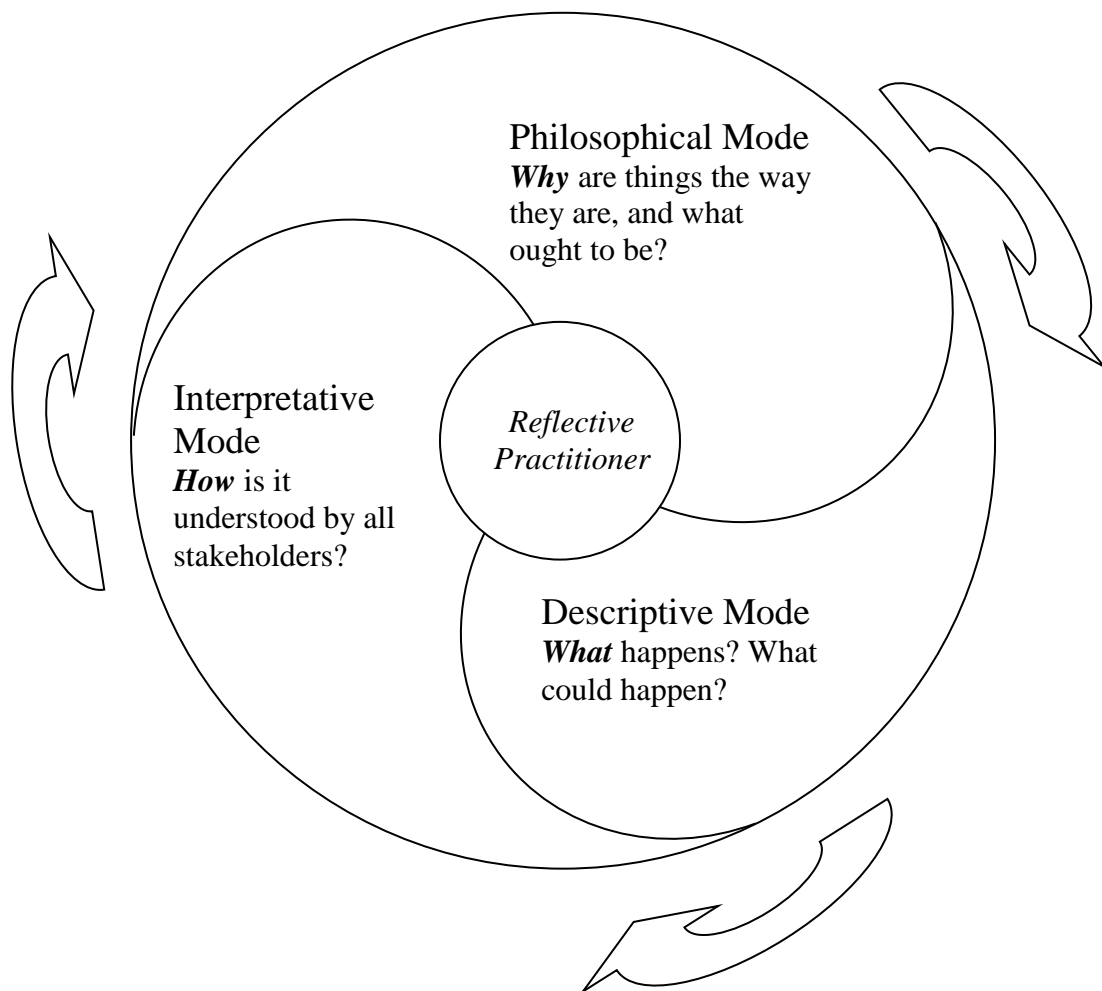 Philosophical Mode
Why are things the way
they are, and what
ought to be?
Interpretative
Mode
How is it
understood by all
stakeholders?
Reflective
Practitioner
Descriptive Mode
What happens? What
could happen?